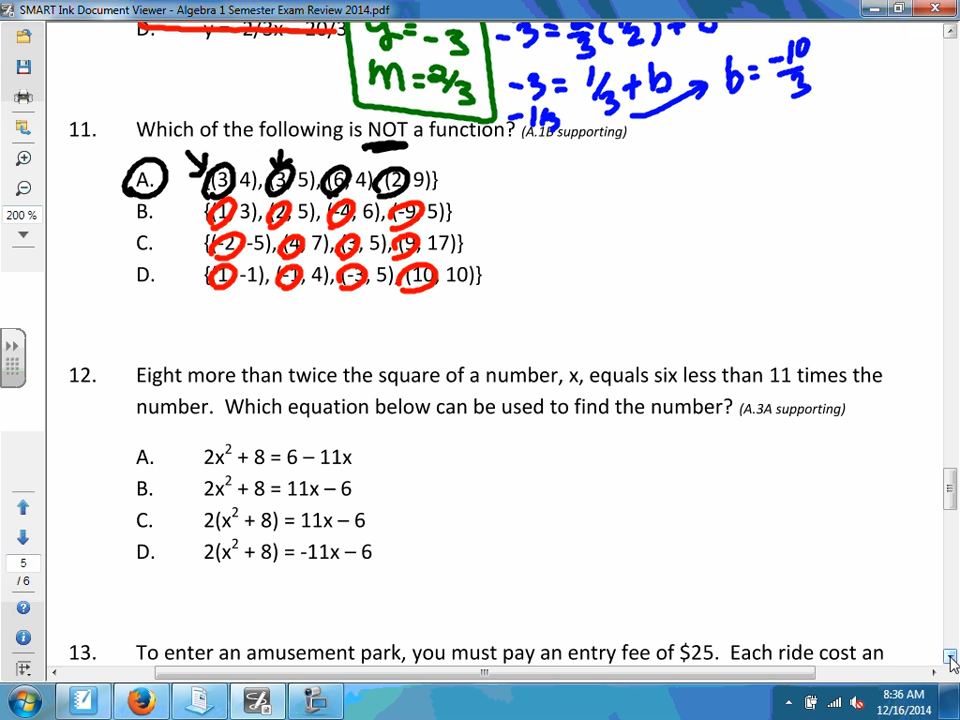 SMART Ink Document Viewer - Algebra 1 Semester Exam Review 2014.pdf
D. y = 2/3x - 20/3
y = -3
m = 2/3
-3 = 1/3 + b
-1/3
b = -10/3
11. Which of the following is NOT a function? (A.1B supporting)
A. {(3, 4), (3, 5), (6, 4), (2, 9)}
B. {(1, 3), (2, 5), (-4, 6), (-9, 5)}
C. {(-2, -5), (4, 7), (3, 5), (9, 17)}
D. {(1, -1), (-1, 4), (-3, 5), (10, 10)}
12. Eight more than twice the square of a number, x, equals six less than 11 times the
number. Which equation below can be used to find the number? (A.3A supporting)
A. 2x² + 8 = 6 – 11x
B. 2x² + 8 = 11x – 6
C. 2(x² + 8) = 11x – 6
D. 2(x² + 8) = -11x – 6
13. To enter an amusement park, you must pay an entry fee of $25. Each ride cost an
200 %
5
/ 6
8:36 AM
12/16/2014